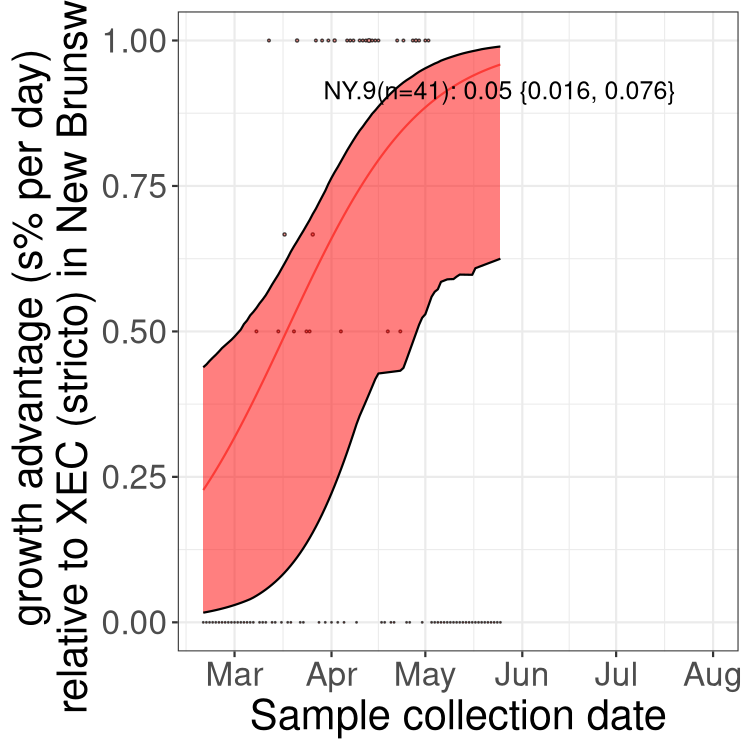 growth advantage (s% per day)
relative to XEC (stricto) in New Brunsw
1.00
0.75
0.50
0.25
0.00
NY.9(n=41): 0.05 {0.016, 0.076}
Mar Apr May Jun Jul Aug
Sample collection date